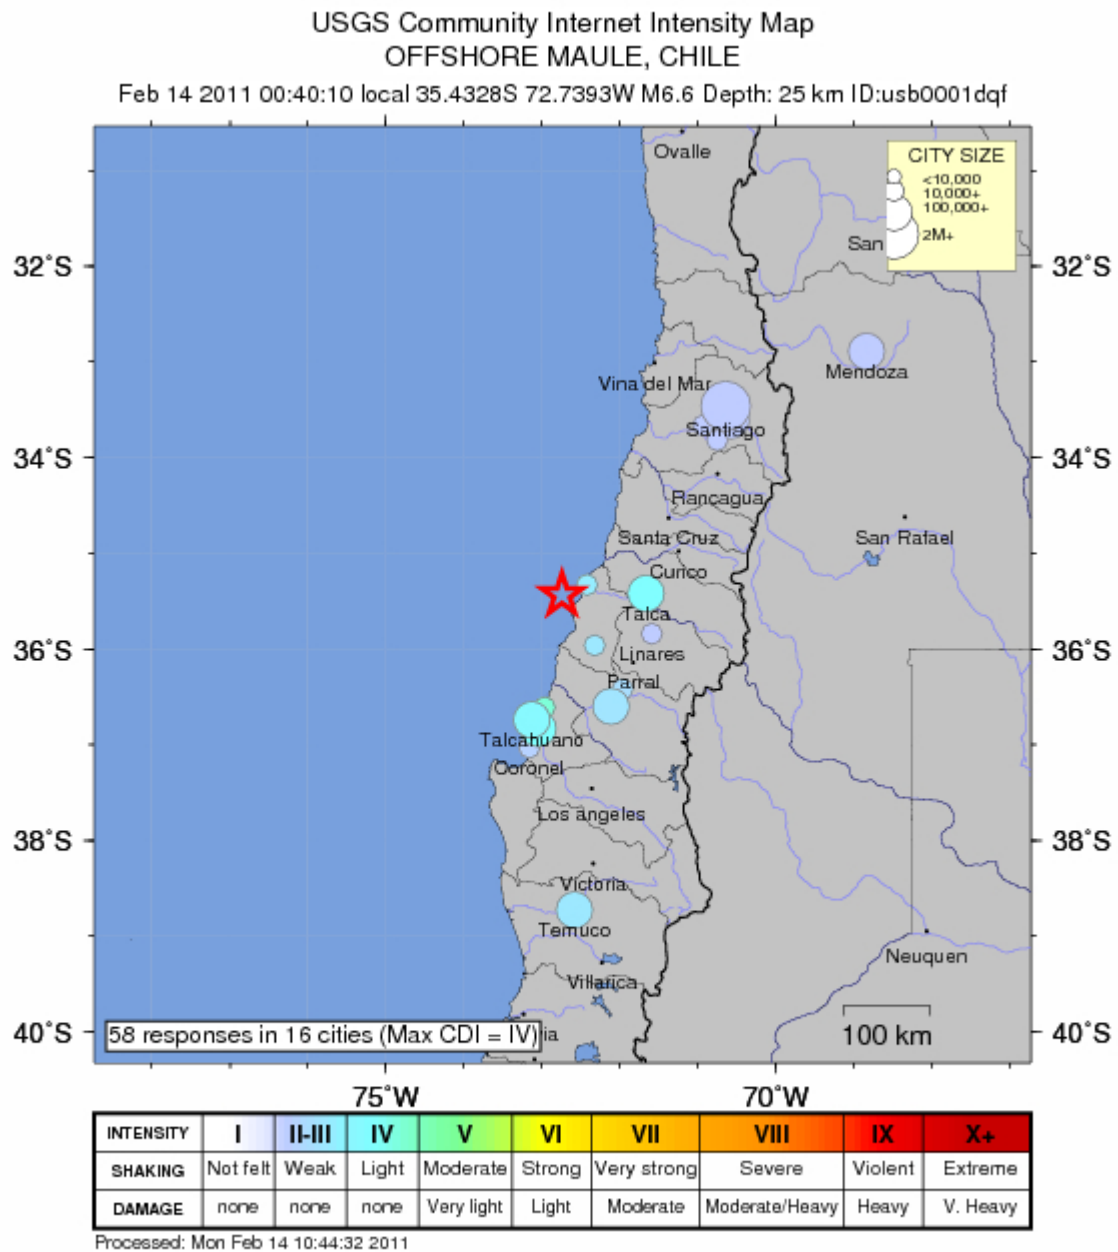 USGS Community Internet Intensity Map
OFFSHORE MAULE, CHILE
Feb 14 2011 00:40:10 local 35.4328S 72.7393W M6.6 Depth: 25 km ID:usb0001dqf
CITY SIZE
<10,000
10,000+
100,000+
2M+
Ovalle
San
32°S
32°S
Mendoza
Vina del Mar
Santiago
34°S
34°S
Rancagua
Santa Cruz
San Rafael
Curico
Talca
36°S
36°S
Linares
Parral
Talcahuano
Coronel
Los angeles
38°S
38°S
Victoria
Temuco
Neuquen
Villarica
40°S
40°S
58 responses in 16 cities (Max CDI = IV)
ia
100 km
75°W
70°W
INTENSITY I II-III IV V VI VII VIII IX X+
SHAKING Not felt Weak Light Moderate Strong Very strong Severe Violent Extreme
DAMAGE none none none Very light Light Moderate Moderate/Heavy Heavy V. Heavy
Processed: Mon Feb 14 10:44:32 2011